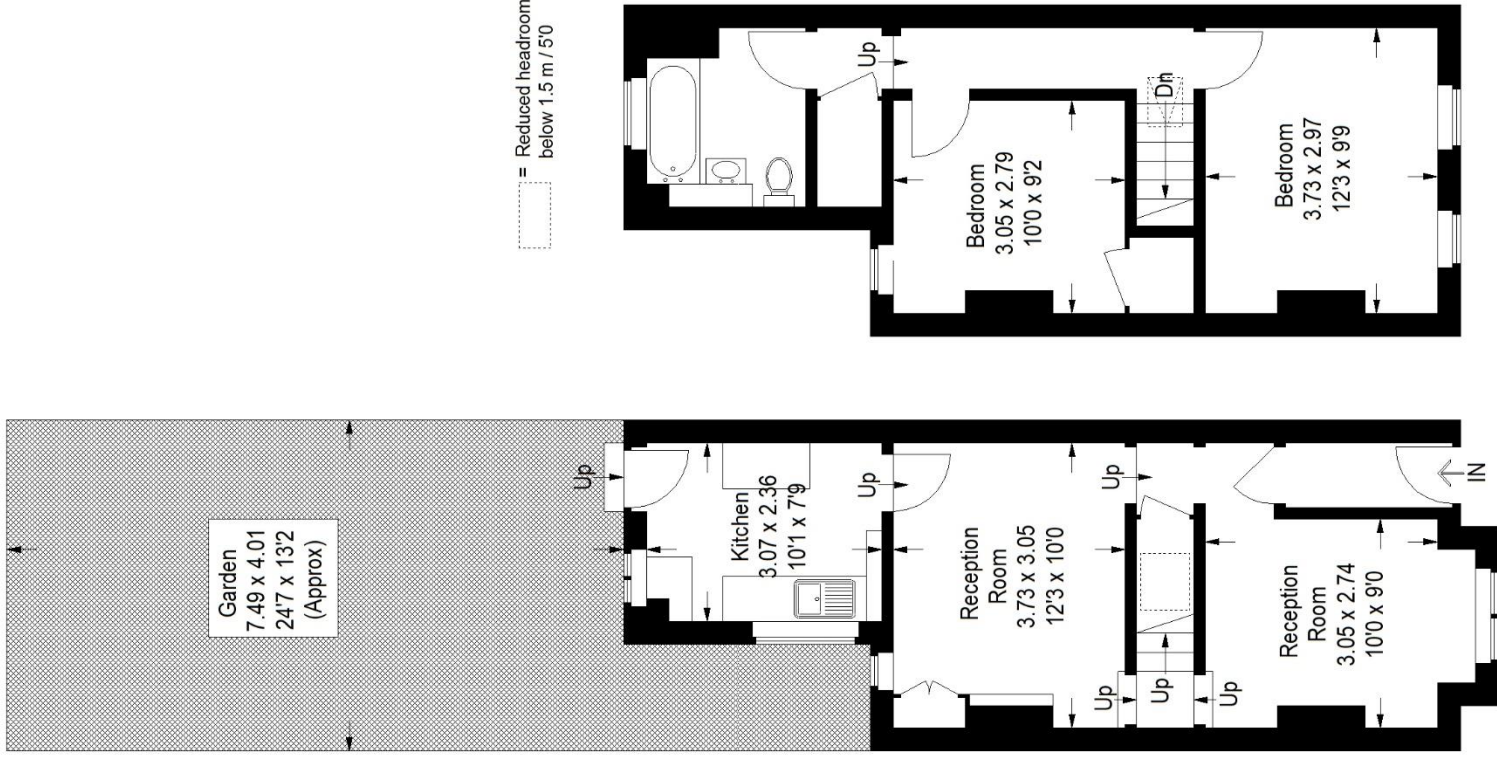 = Reduced headroom
below 1.5 m / 5'0
Up
Dn
Bedroom
3.05 x 2.79
10'0 x 9'2
Bedroom
3.73 x 2.97
12'3 x 9'9
Garden
7.49 x 4.01
24'7 x 13'2
(Approx)
Up
Kitchen
3.07 x 2.36
10'1 x 7'9
Up
Reception
Room
3.73 x 3.05
12'3 x 10'0
Up
Up
Up
Up
Reception
Room
3.05 x 2.74
10'0 x 9'0
IN